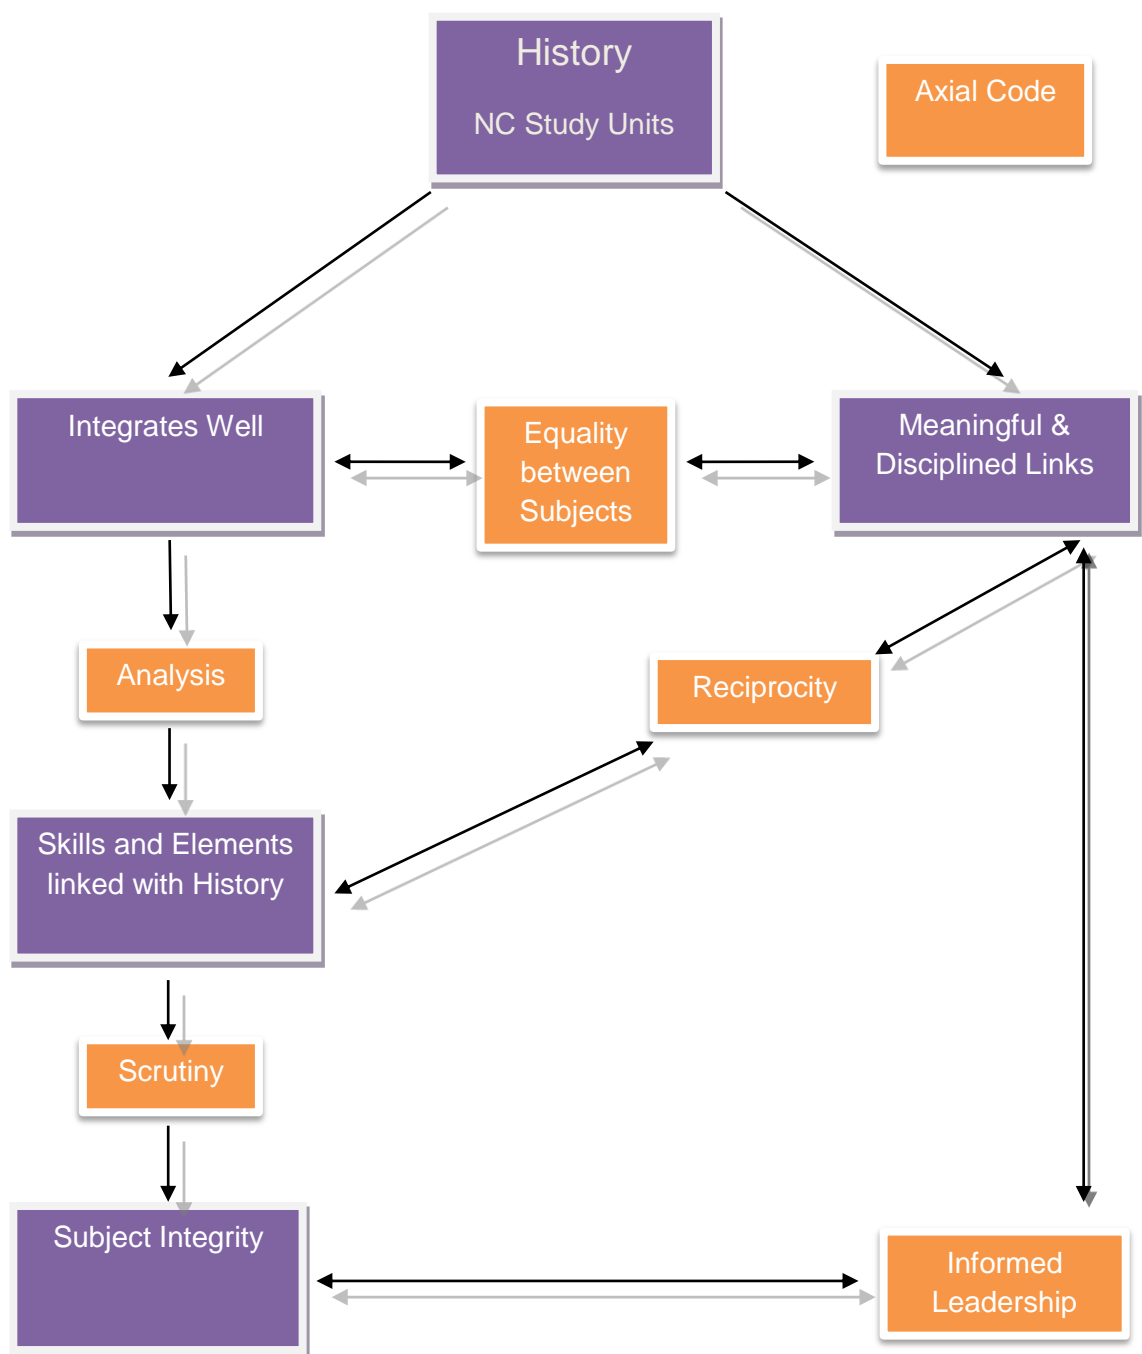 History
NC Study Units
Axial Code
Integrates Well
Equality
between
Subjects
Meaningful &
Disciplined Links
Analysis
Reciprocity
Skills and Elements
linked with History
Scrutiny
Subject Integrity
Informed
Leadership